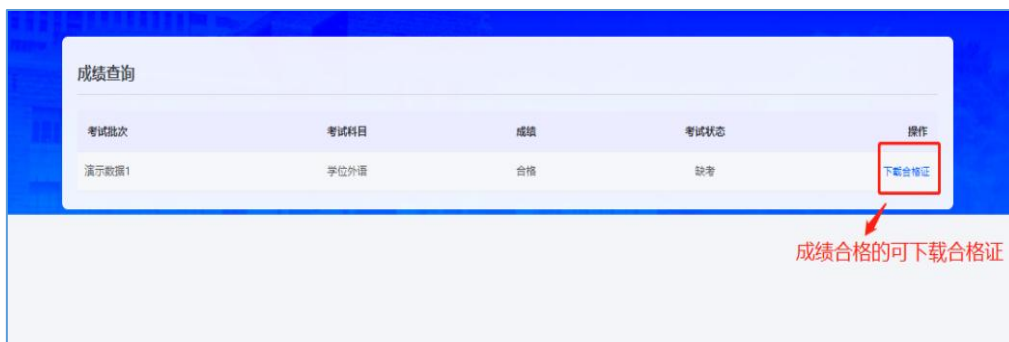 成绩查询
考试批次 考试科目 成绩 考试状态 操作
演示数据1 学位外语 合格 缺考 下载合格证
成绩合格的可下载合格证